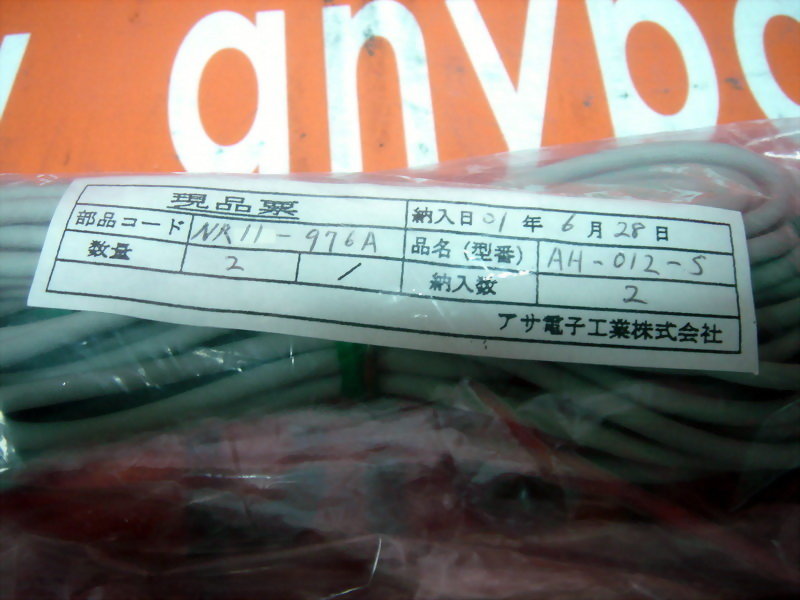 y anybo
現品票
納入日 01 年 6 月 28 日
部品コード NR11-976A 品名(型番) AH-012-S
数量 2 / 納入数 2
アサ電子工業株式会社